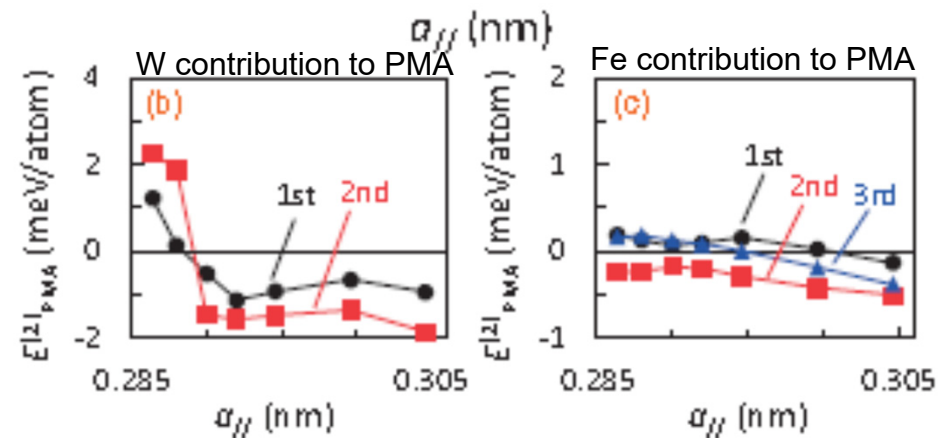 a// (nm)
W contribution to PMA
Fe contribution to PMA
4
(b)
2
1st
2nd
0
-2
E[2]PMA (meV/atom)
0.285
0.305
a// (nm)
2
(c)
1st
1
2nd
3rd
0
-1
E[2]PMA (meV/atom)
0.285
0.305
a// (nm)